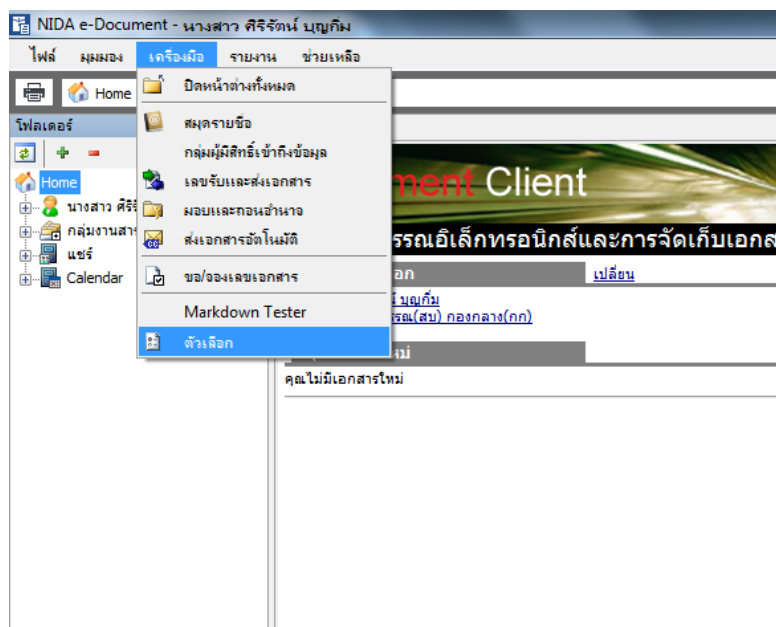 NIDA e-Document - นางสาว ศิริรัตน์ บุญกิ่ม
ไฟล์ มุมมอง เครื่องมือ รายงาน ช่วยเหลือ
Home
ปิดหน้าต่างทั้งหมด
โฟลเดอร์
สมุดรายชื่อ
กลุ่มผู้มีสิทธิ์เข้าถึงข้อมูล
Home
เลขรับและส่งเอกสาร
ment Client
นางสาว ศิริ
มอบและถอนอำนาจ
กลุ่มงานสาร
ส่งเอกสารอัตโนมัติ
รรณอิเล็กทรอนิกส์และการจัดเก็บเอกส
แชร์
Calendar
ขอ/จองเลขเอกสาร
อก เปลี่ยน
น์ บุญกิ่ม
Markdown Tester
รรณ(สบ) กองกลาง(กก)
ตัวเลือก
หม่
คุณไม่มีเอกสารใหม่